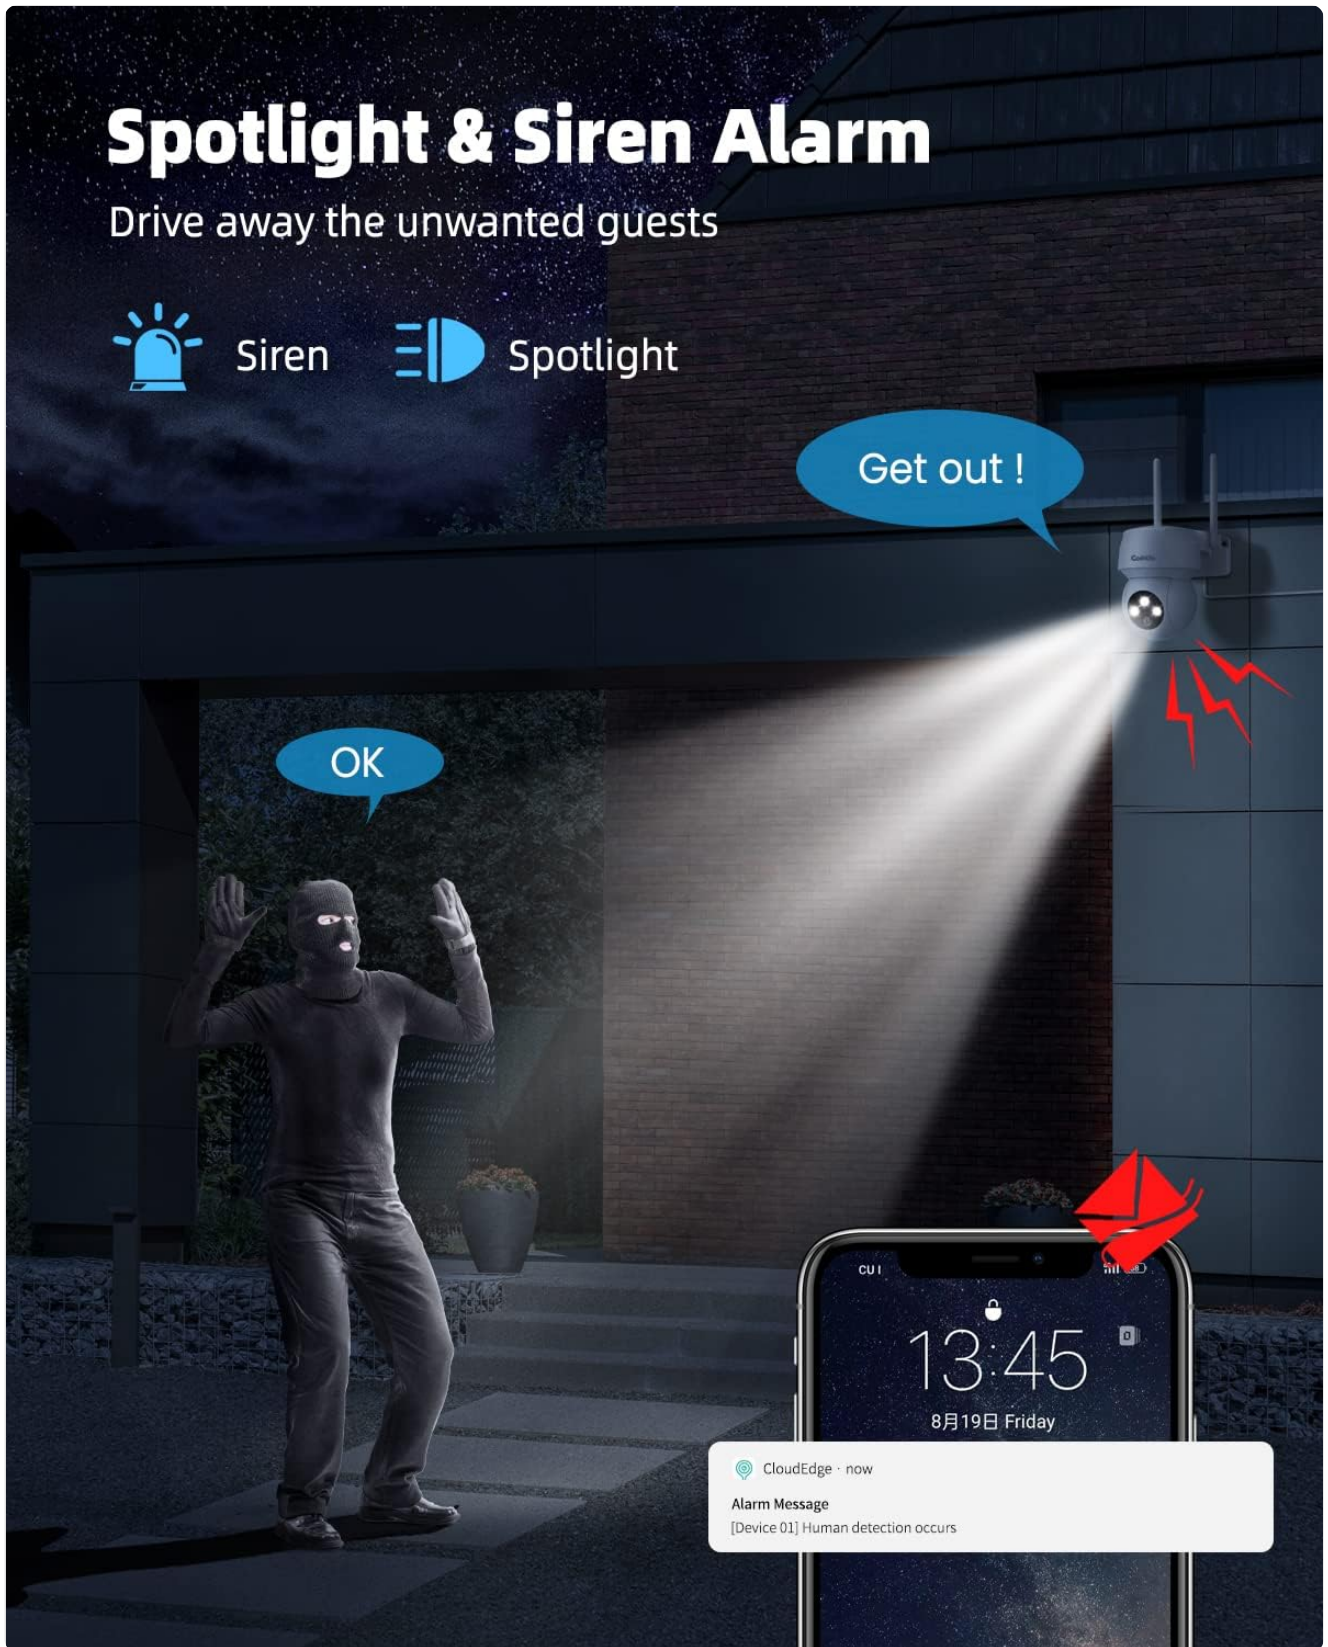 Spotlight & Siren Alarm
Drive away the unwanted guests
Siren
Spotlight
Get out !
OK
13:45
8月19日 Friday
CloudEdge · now
Alarm Message
[Device 01] Human detection occurs